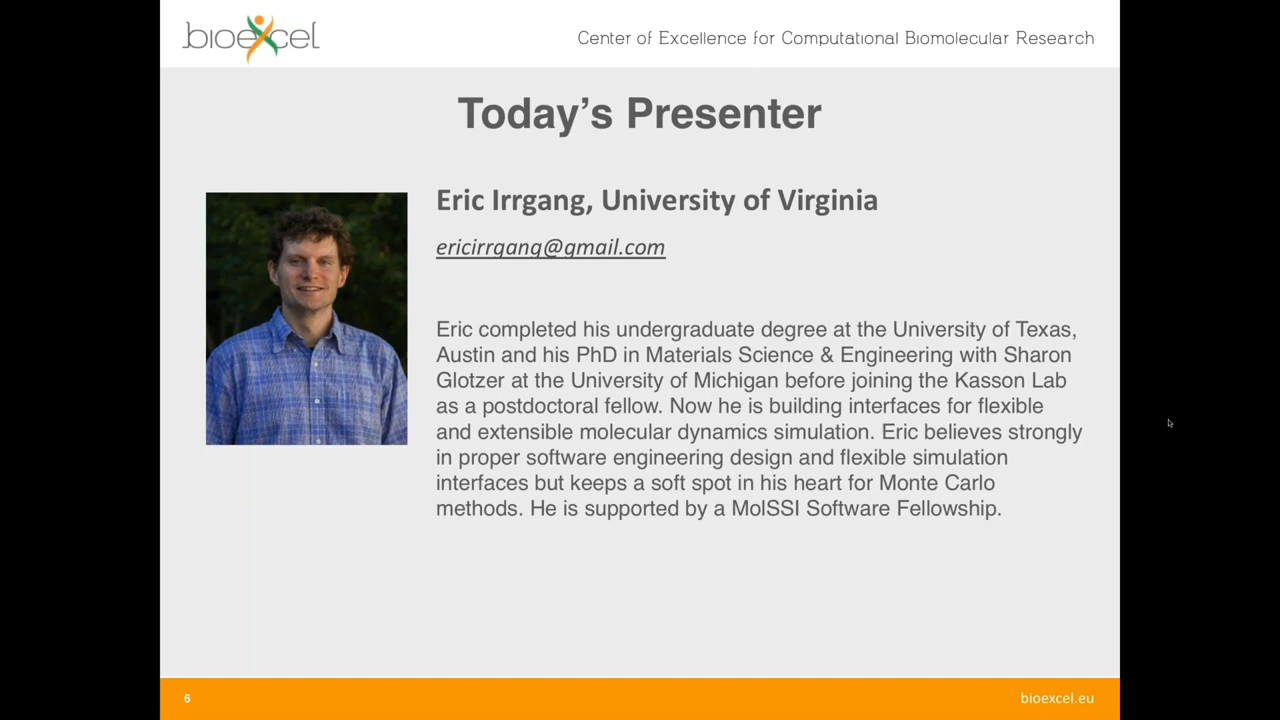 bioexcel
Center of Excellence for Computational Biomolecular Research
Today's Presenter
Eric Irrgang, University of Virginia
ericirrgang@gmail.com
Eric completed his undergraduate degree at the University of Texas,
Austin and his PhD in Materials Science & Engineering with Sharon
Glotzer at the University of Michigan before joining the Kasson Lab
as a postdoctoral fellow. Now he is building interfaces for flexible
and extensible molecular dynamics simulation. Eric believes strongly
in proper software engineering design and flexible simulation
interfaces but keeps a soft spot in his heart for Monte Carlo
methods. He is supported by a MolSSI Software Fellowship.
6
bioexcel.eu